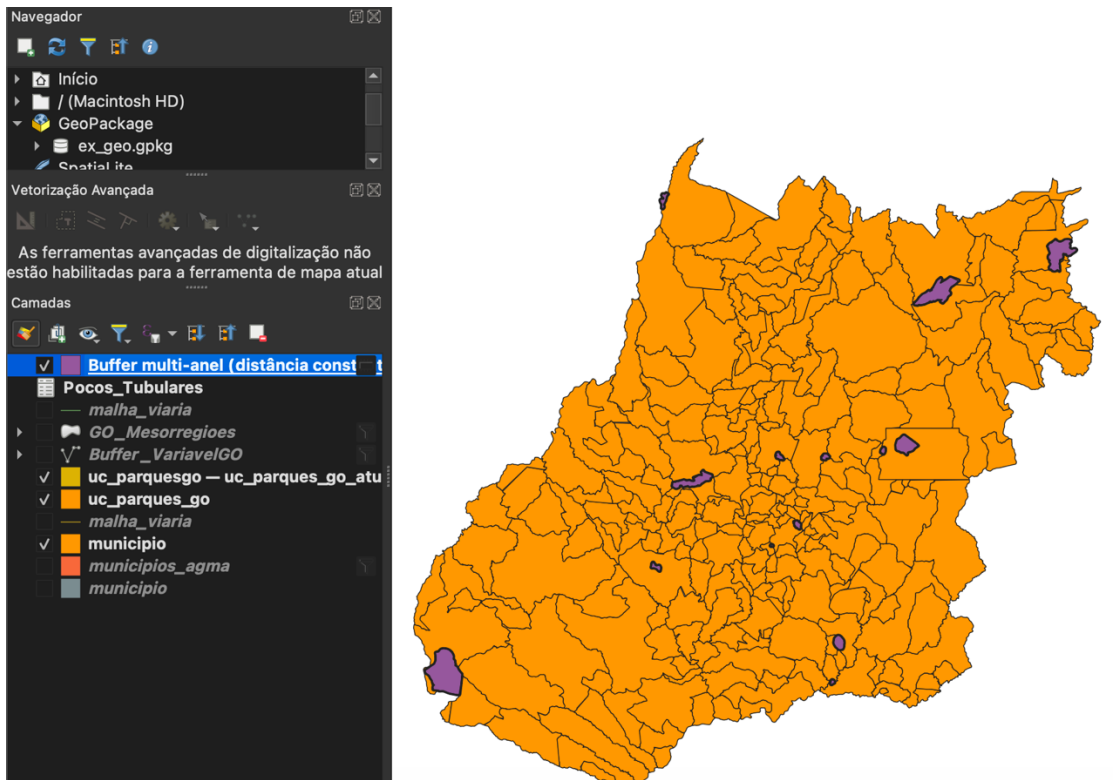 Navegador
Início
/ (Macintosh HD)
GeoPackage
ex_geo.gpkg
SpatiaLite
Vetorização Avançada
As ferramentas avançadas de digitalização não
estão habilitadas para a ferramenta de mapa atual
Camadas
Buffer multi-anel (distância const
Pocos_Tubulares
malha_viaria
GO_Mesorregioes
Buffer_VariavelGO
uc_parquesgo — uc_parques_go_atu
uc_parques_go
malha_viaria
municipio
municipios_agma
municipio